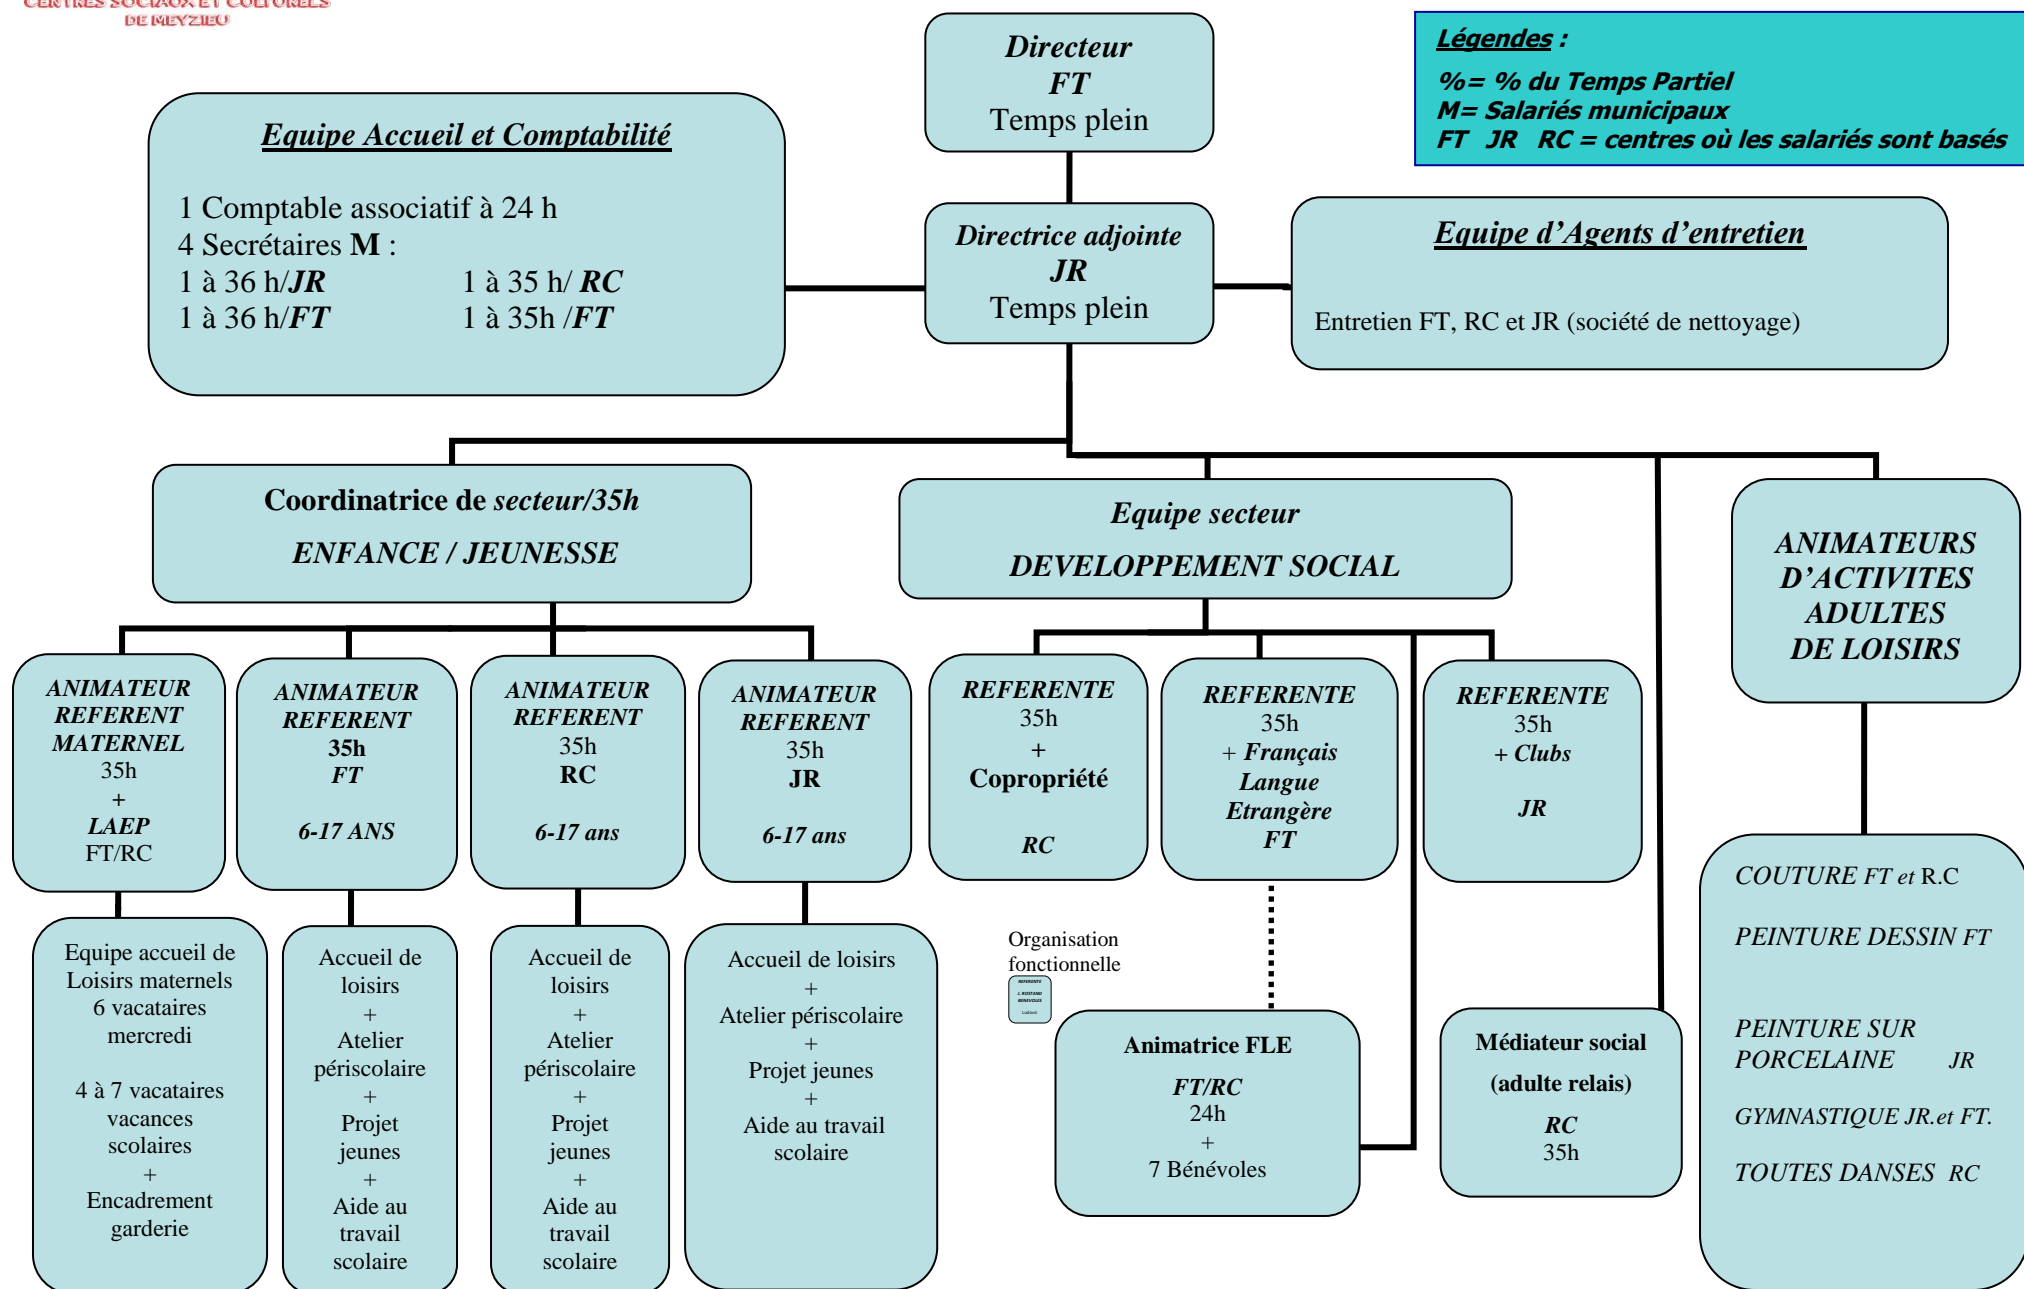 CENTRES SOCIAUX ET CULTURELS
DE MEYZIEU
Directeur
FT
Temps plein
Légendes :
%= % du Temps Partiel
M= Salariés municipaux
FT JR RC = centres où les salariés sont basés
Equipe Accueil et Comptabilité
1 Comptable associatif à 24 h
4 Secrétaires M :
1 à 36 h/JR 1 à 35 h/ RC
1 à 36 h/FT 1 à 35h /FT
Directrice adjointe
JR
Temps plein
Equipe d’Agents d’entretien
Entretien FT, RC et JR (société de nettoyage)
Coordinatrice de secteur/35h
ENFANCE / JEUNESSE
Equipe secteur
DEVELOPPEMENT SOCIAL
ANIMATEURS
D’ACTIVITES
ADULTES
DE LOISIRS
ANIMATEUR
REFERENT
MATERNEL
35h
+
LAEP
FT/RC
ANIMATEUR
REFERENT
35h
FT
6-17 ANS
ANIMATEUR
REFERENT
35h
RC
6-17 ans
ANIMATEUR
REFERENT
35h
JR
6-17 ans
REFERENTE
35h
+
Copropriété
RC
REFERENTE
35h
+ Français
Langue
Etrangère
FT
REFERENTE
35h
+ Clubs
JR
Equipe accueil de
Loisirs maternels
6 vacataires
mercredi
4 à 7 vacataires
vacances
scolaires
+
Encadrement
garderie
Accueil de
loisirs
+
Atelier
périscolaire
+
Projet
jeunes
+
Aide au
travail
scolaire
Accueil de
loisirs
+
Atelier
périscolaire
+
Projet
jeunes
+
Aide au
travail
scolaire
Accueil de loisirs
+
Atelier périscolaire
+
Projet jeunes
+
Aide au travail
scolaire
Organisation
fonctionnelle
REFERENTE
J. ROSTAND
BENEVOLES
Animatrice FLE
FT/RC
24h
+
7 Bénévoles
Médiateur social
(adulte relais)
RC
35h
COUTURE FT et R.C
PEINTURE DESSIN FT
PEINTURE SUR
PORCELAINE JR
GYMNASTIQUE JR.et FT.
TOUTES DANSES RC